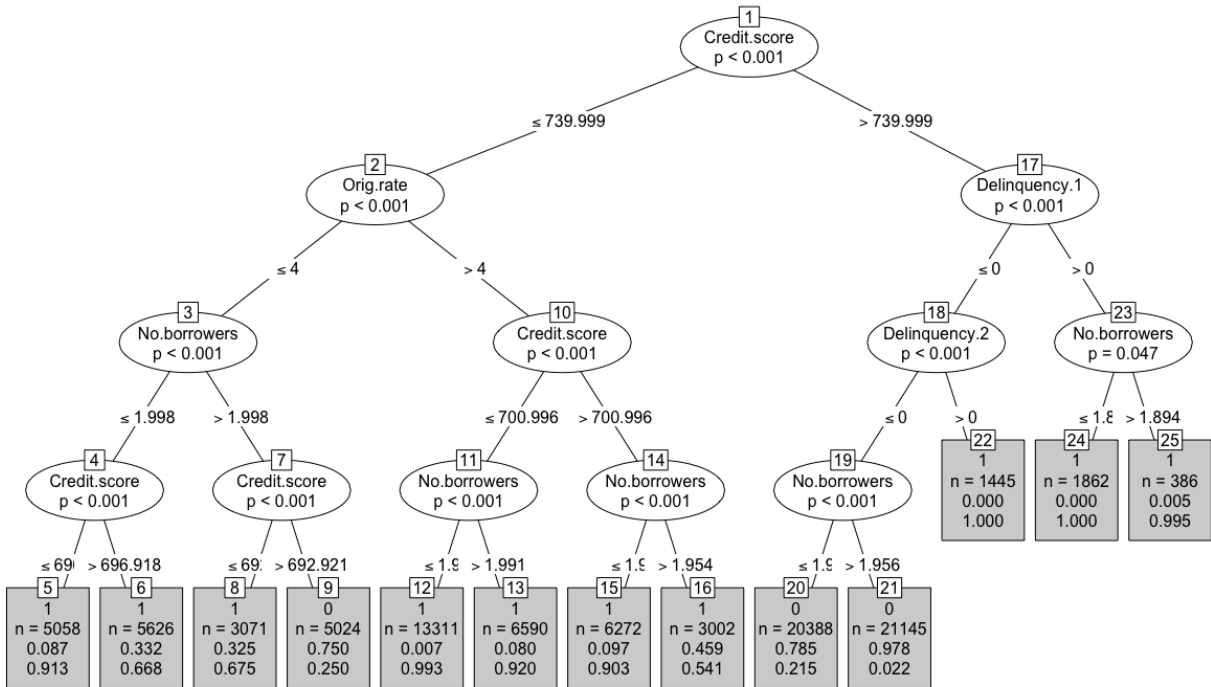 1
Credit.score
p < 0.001
≤ 739.999
> 739.999
2
Orig.rate
p < 0.001
17
Delinquency.1
p < 0.001
≤ 4
> 4
≤ 0
> 0
3
No.borrowers
p < 0.001
10
Credit.score
p < 0.001
18
Delinquency.2
p < 0.001
23
No.borrowers
p = 0.047
≤ 1.998
> 1.998
≤ 700.996
> 700.996
≤ 0
> 0
≤ 1.8
> 1.894
4
Credit.score
p < 0.001
7
Credit.score
p < 0.001
11
No.borrowers
p < 0.001
14
No.borrowers
p < 0.001
19
No.borrowers
p < 0.001
22
1
n = 1445
0.000
1.000
24
1
n = 1862
0.000
1.000
25
1
n = 386
0.005
0.995
> 696.918
> 692.921
≤ 1.9
> 1.991
≤ 1.9
> 1.954
≤ 1.9
> 1.956
5
1
n = 5058
0.087
0.913
6
1
n = 5626
0.332
0.668
8
1
n = 3071
0.325
0.675
9
0
n = 5024
0.750
0.250
12
1
n = 13311
0.007
0.993
13
1
n = 6590
0.080
0.920
15
1
n = 6272
0.097
0.903
16
1
n = 3002
0.459
0.541
20
0
n = 20388
0.785
0.215
21
0
n = 21145
0.978
0.022